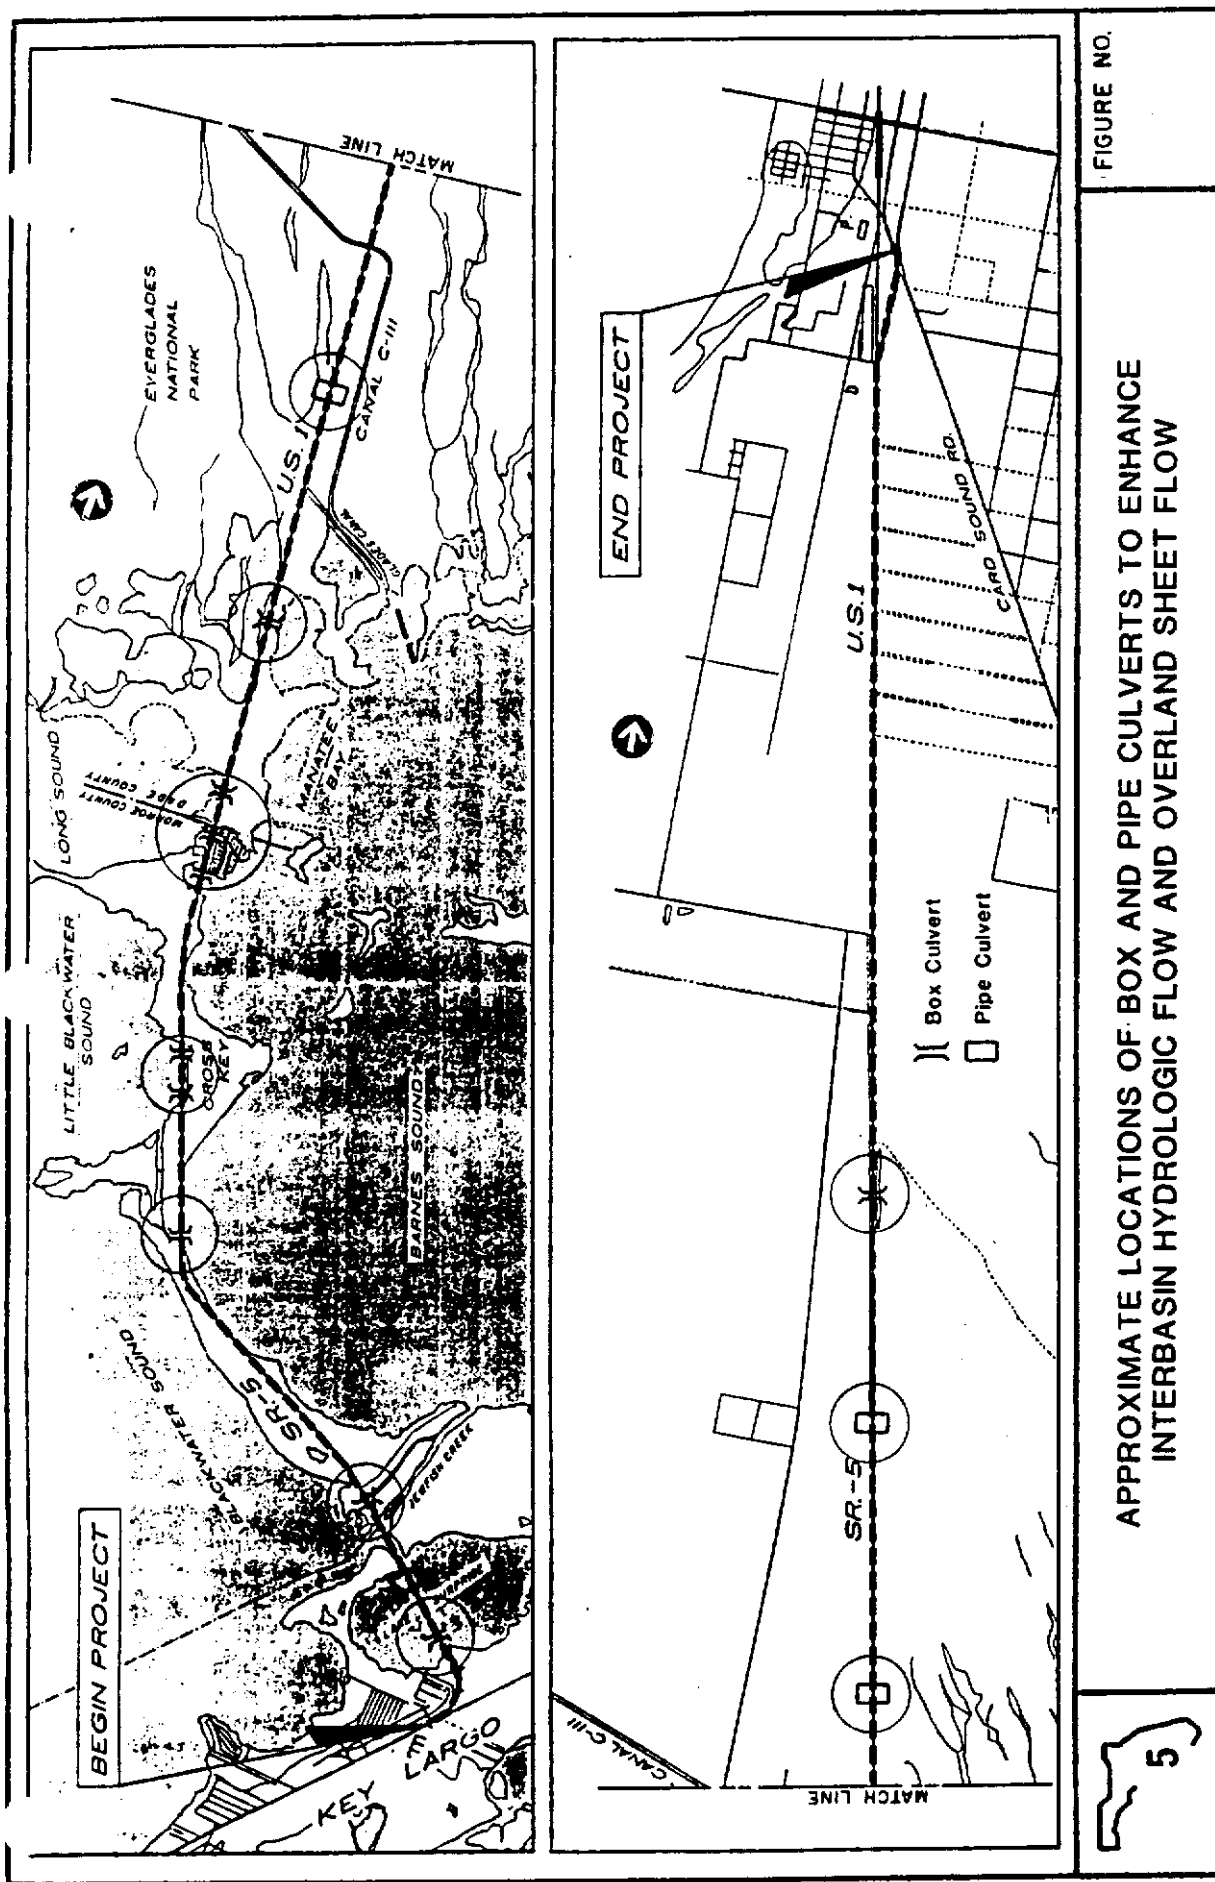 BEGIN PROJECT
KEY
LARGO
BLACKWATER SOUND
SR-5
JEWFISH CREEK
LITTLE BLACKWATER
SOUND
CROSS
KEY
BARNES SOUND
LONG SOUND
MONROE COUNTY
DADE COUNTY
MANATEE
BAY
EVERGLADES
NATIONAL
PARK
U.S. 1
GLADES CANAL
CANAL C-111
MATCH LINE
CANAL C-111
MATCH LINE
SR.-5
)( Box Culvert
Pipe Culvert
U.S. 1
CARD SOUND RD.
END PROJECT
5
APPROXIMATE LOCATIONS OF BOX AND PIPE CULVERTS TO ENHANCE
INTERBASIN HYDROLOGIC FLOW AND OVERLAND SHEET FLOW
FIGURE NO.